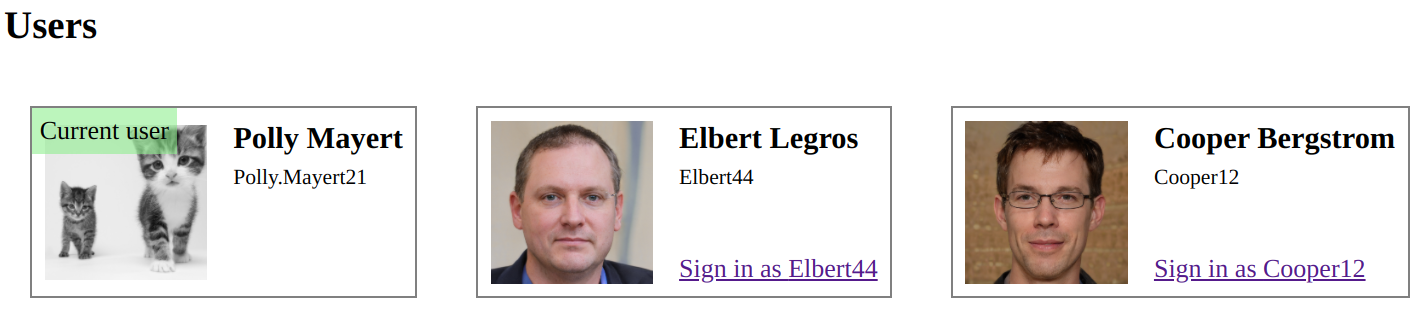 Users
Current user
Polly Mayert
Polly.Mayert21
Elbert Legros
Elbert44
Sign in as Elbert44
Cooper Bergstrom
Cooper12
Sign in as Cooper12